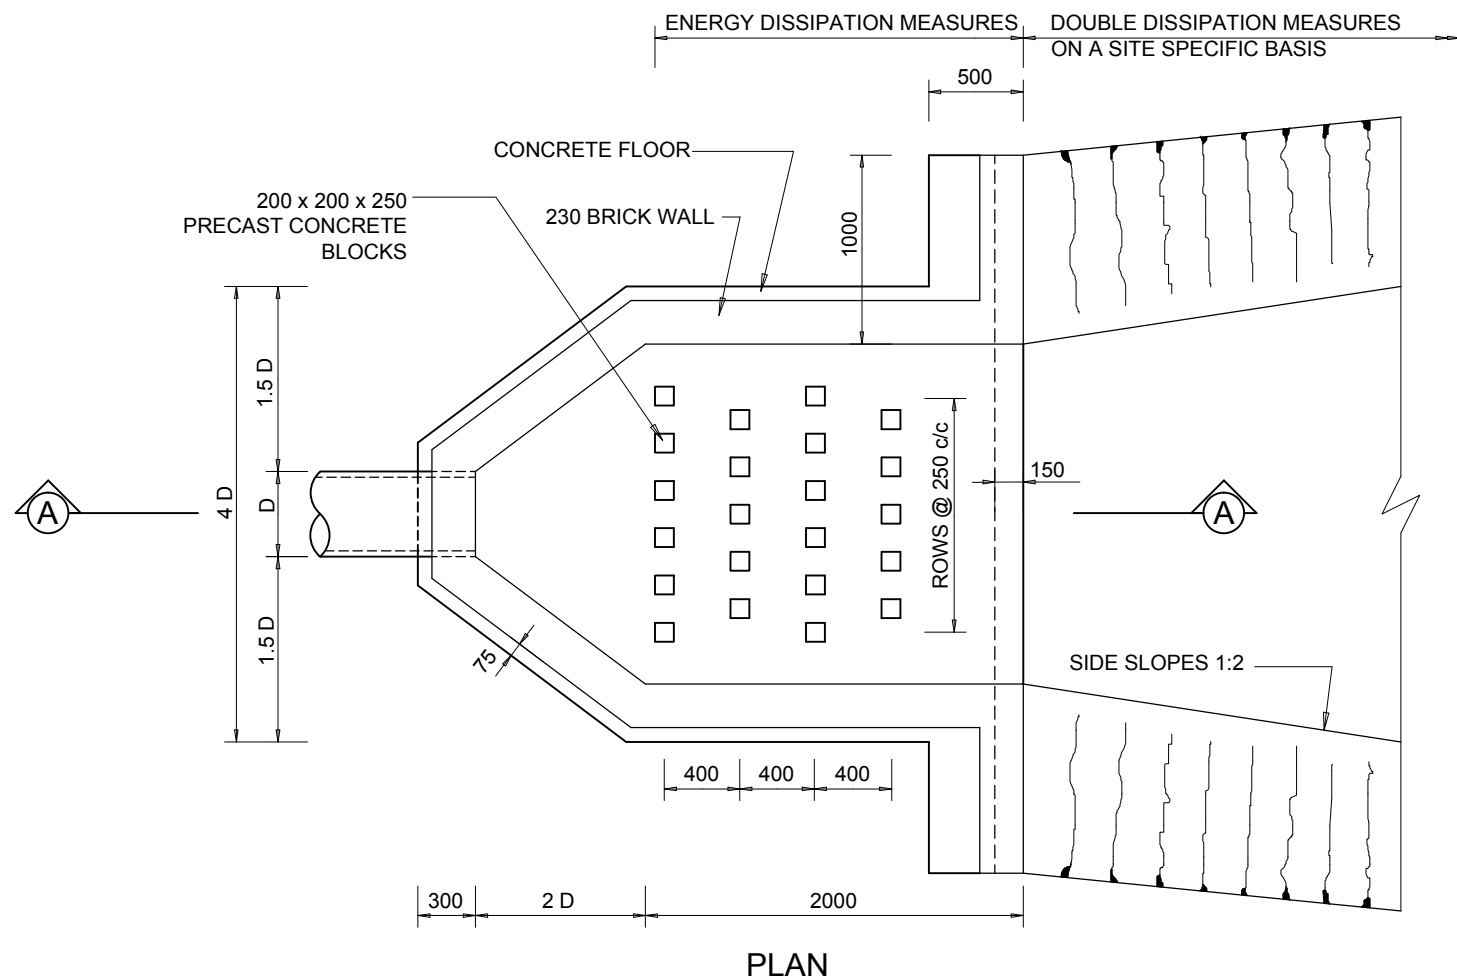 ENERGY DISSIPATION MEASURES
DOUBLE DISSIPATION MEASURES
ON A SITE SPECIFIC BASIS
500
CONCRETE FLOOR
200 x 200 x 250
PRECAST CONCRETE
BLOCKS
230 BRICK WALL
1000
1.5 D
4 D
D
1.5 D
A
ROWS @ 250 c/c
150
A
75
SIDE SLOPES 1:2
400
400
400
300
2 D
2000
PLAN